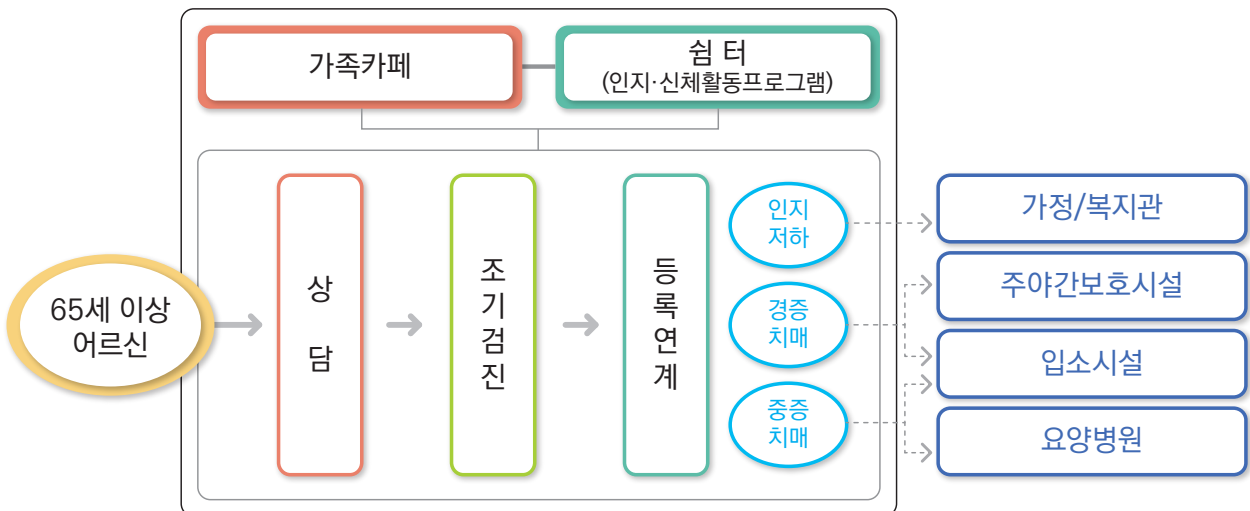 가족카페
쉼 터
(인지·신체활동프로그램)
65세 이상
어르신
상
담
조
기
검
진
등
록
연
계
인지
저하
경증
치매
중증
치매
가정/복지관
주야간보호시설
입소시설
요양병원